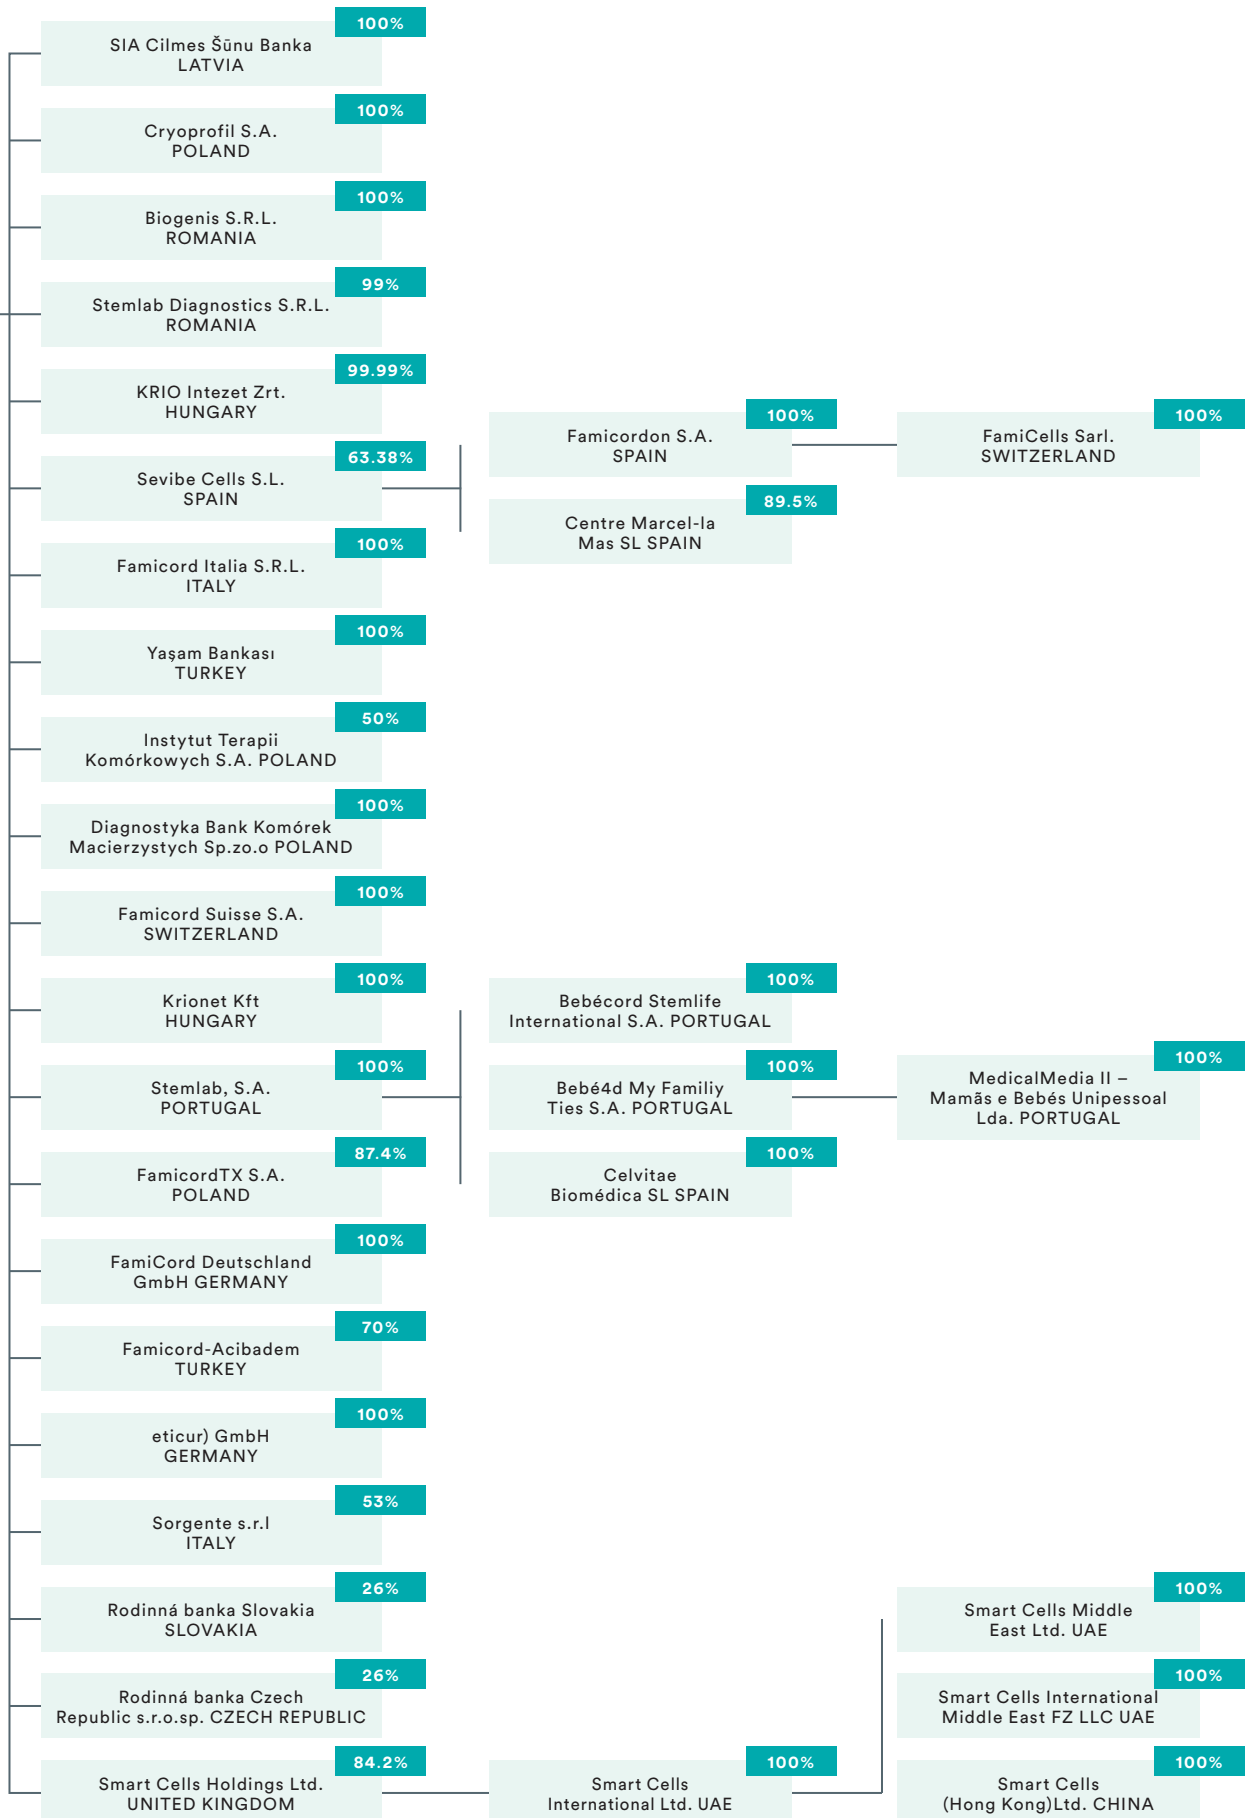 100%
SIA Cilmes Šūnu Banka
LATVIA
100%
Cryoprofil S.A.
POLAND
100%
Biogenis S.R.L.
ROMANIA
99%
Stemlab Diagnostics S.R.L.
ROMANIA
99.99%
KRIO Intezet Zrt.
HUNGARY
63.38%
Sevibe Cells S.L.
SPAIN
100%
Famicordon S.A.
SPAIN
100%
FamiCells Sarl.
SWITZERLAND
89.5%
Centre Marcel-la
Mas SL SPAIN
100%
Famicord Italia S.R.L.
ITALY
100%
Yaşam Bankası
TURKEY
50%
Instytut Terapii
Komórkowych S.A. POLAND
100%
Diagnostyka Bank Komórek
Macierzystych Sp.zo.o POLAND
100%
Famicord Suisse S.A.
SWITZERLAND
100%
Krionet Kft
HUNGARY
100%
Stemlab, S.A.
PORTUGAL
100%
Bebécord Stemlife
International S.A. PORTUGAL
100%
Bebé4d My Familiy
Ties S.A. PORTUGAL
100%
MedicalMedia II –
Mamãs e Bebés Unipessoal
Lda. PORTUGAL
100%
Celvitae
Biomédica SL SPAIN
87.4%
FamicordTX S.A.
POLAND
100%
FamiCord Deutschland
GmbH GERMANY
70%
Famicord-Acibadem
TURKEY
100%
eticur) GmbH
GERMANY
53%
Sorgente s.r.l
ITALY
26%
Rodinná banka Slovakia
SLOVAKIA
26%
Rodinná banka Czech
Republic s.r.o.sp. CZECH REPUBLIC
84.2%
Smart Cells Holdings Ltd.
UNITED KINGDOM
100%
Smart Cells
International Ltd. UAE
100%
Smart Cells Middle
East Ltd. UAE
100%
Smart Cells International
Middle East FZ LLC UAE
100%
Smart Cells
(Hong Kong)Ltd. CHINA